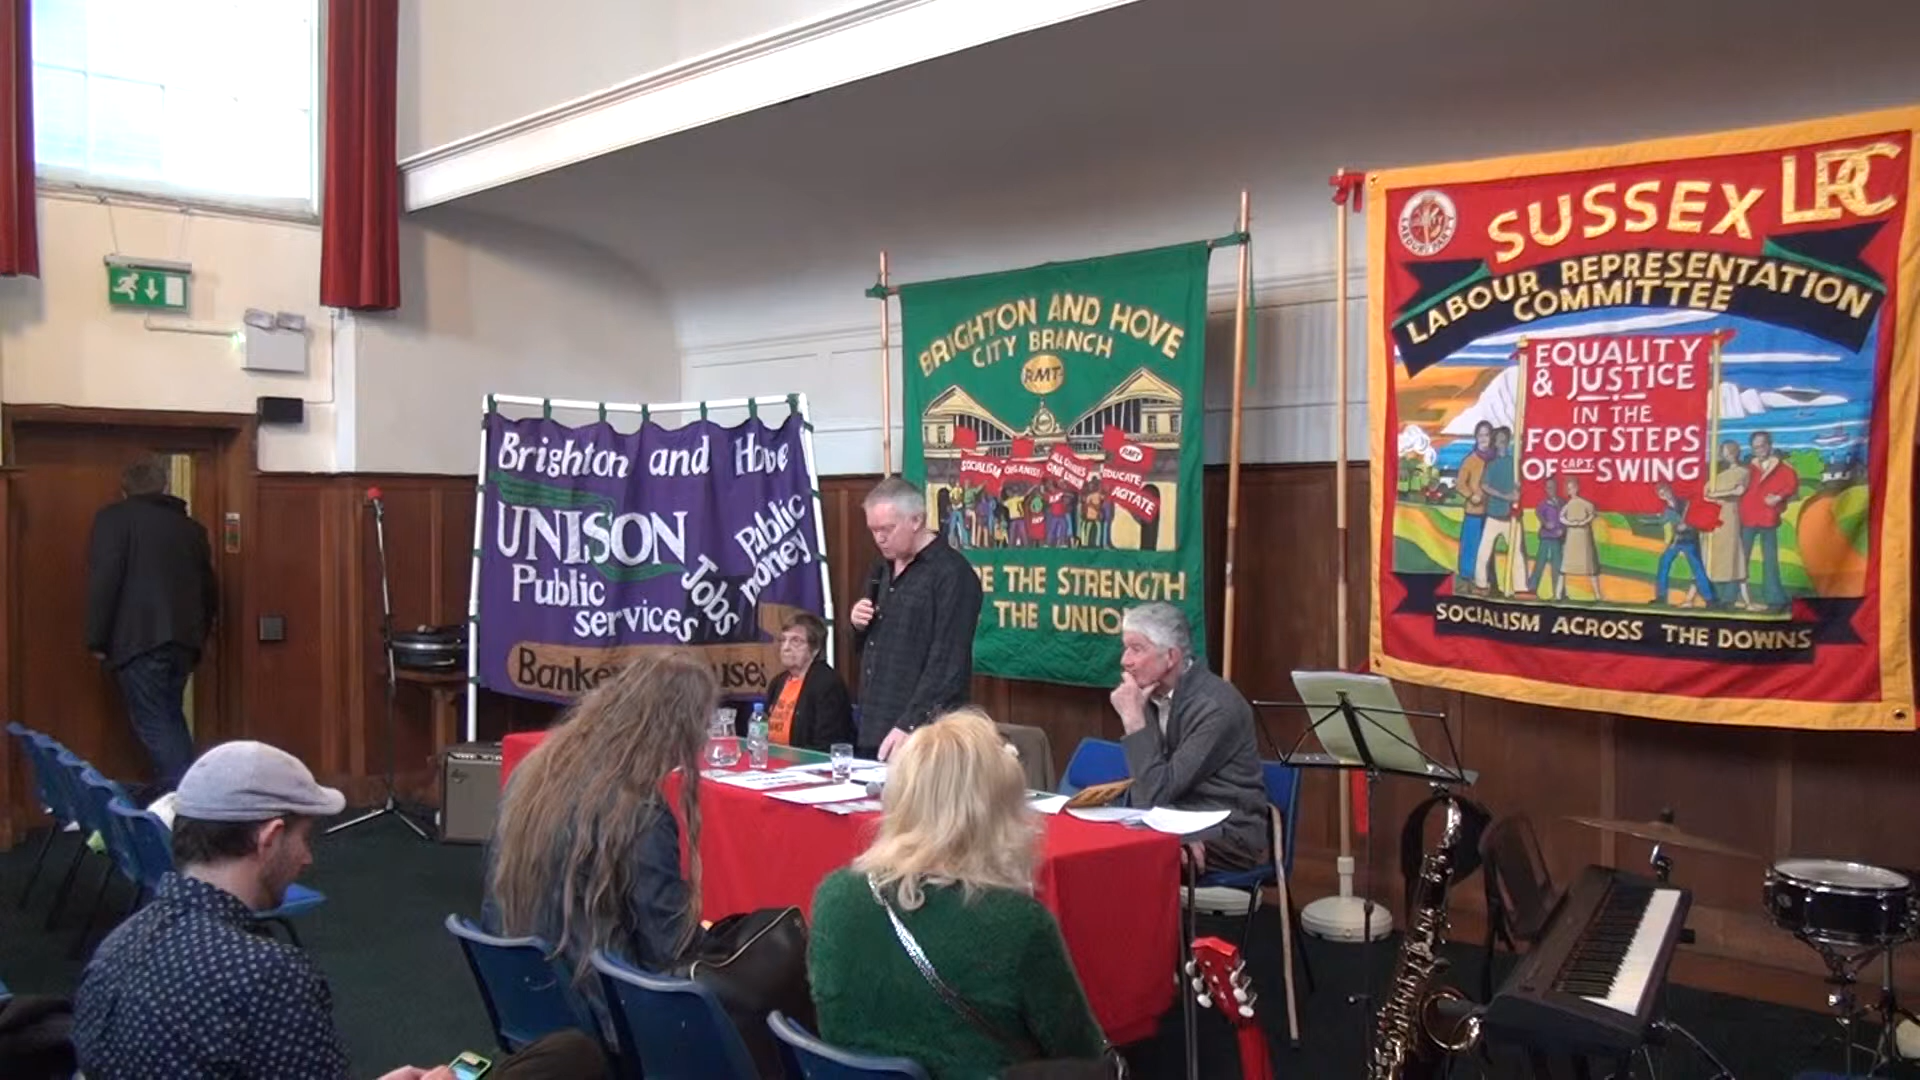 Brighton and Hove
UNISON
Public
services
Jobs
Public
money
BRIGHTON AND HOVE
CITY BRANCH
RMT
SOCIALISM
RMT
EDUCATE
AGITATE
THE STRENGTH
THE UNION
SUSSEX LRC
LABOUR REPRESENTATION
COMMITTEE
EQUALITY
& JUSTICE
IN THE
FOOTSTEPS
OF CAPT. SWING
SOCIALISM ACROSS THE DOWNS